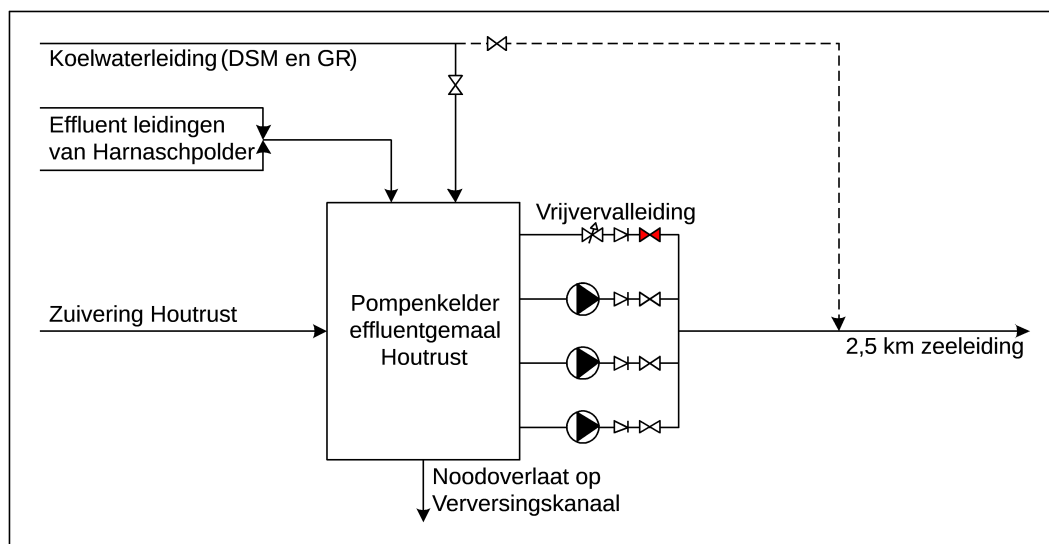 Koelwaterleiding (DSM en GR)
Effluent leidingen
van Harnaschpolder
Vrijvervalleiding
Zuivering Houtrust
Pompenkelder
effluentgemaal
Houtrust
2,5 km zeeleiding
Noodoverlaat op
Verversingskanaal